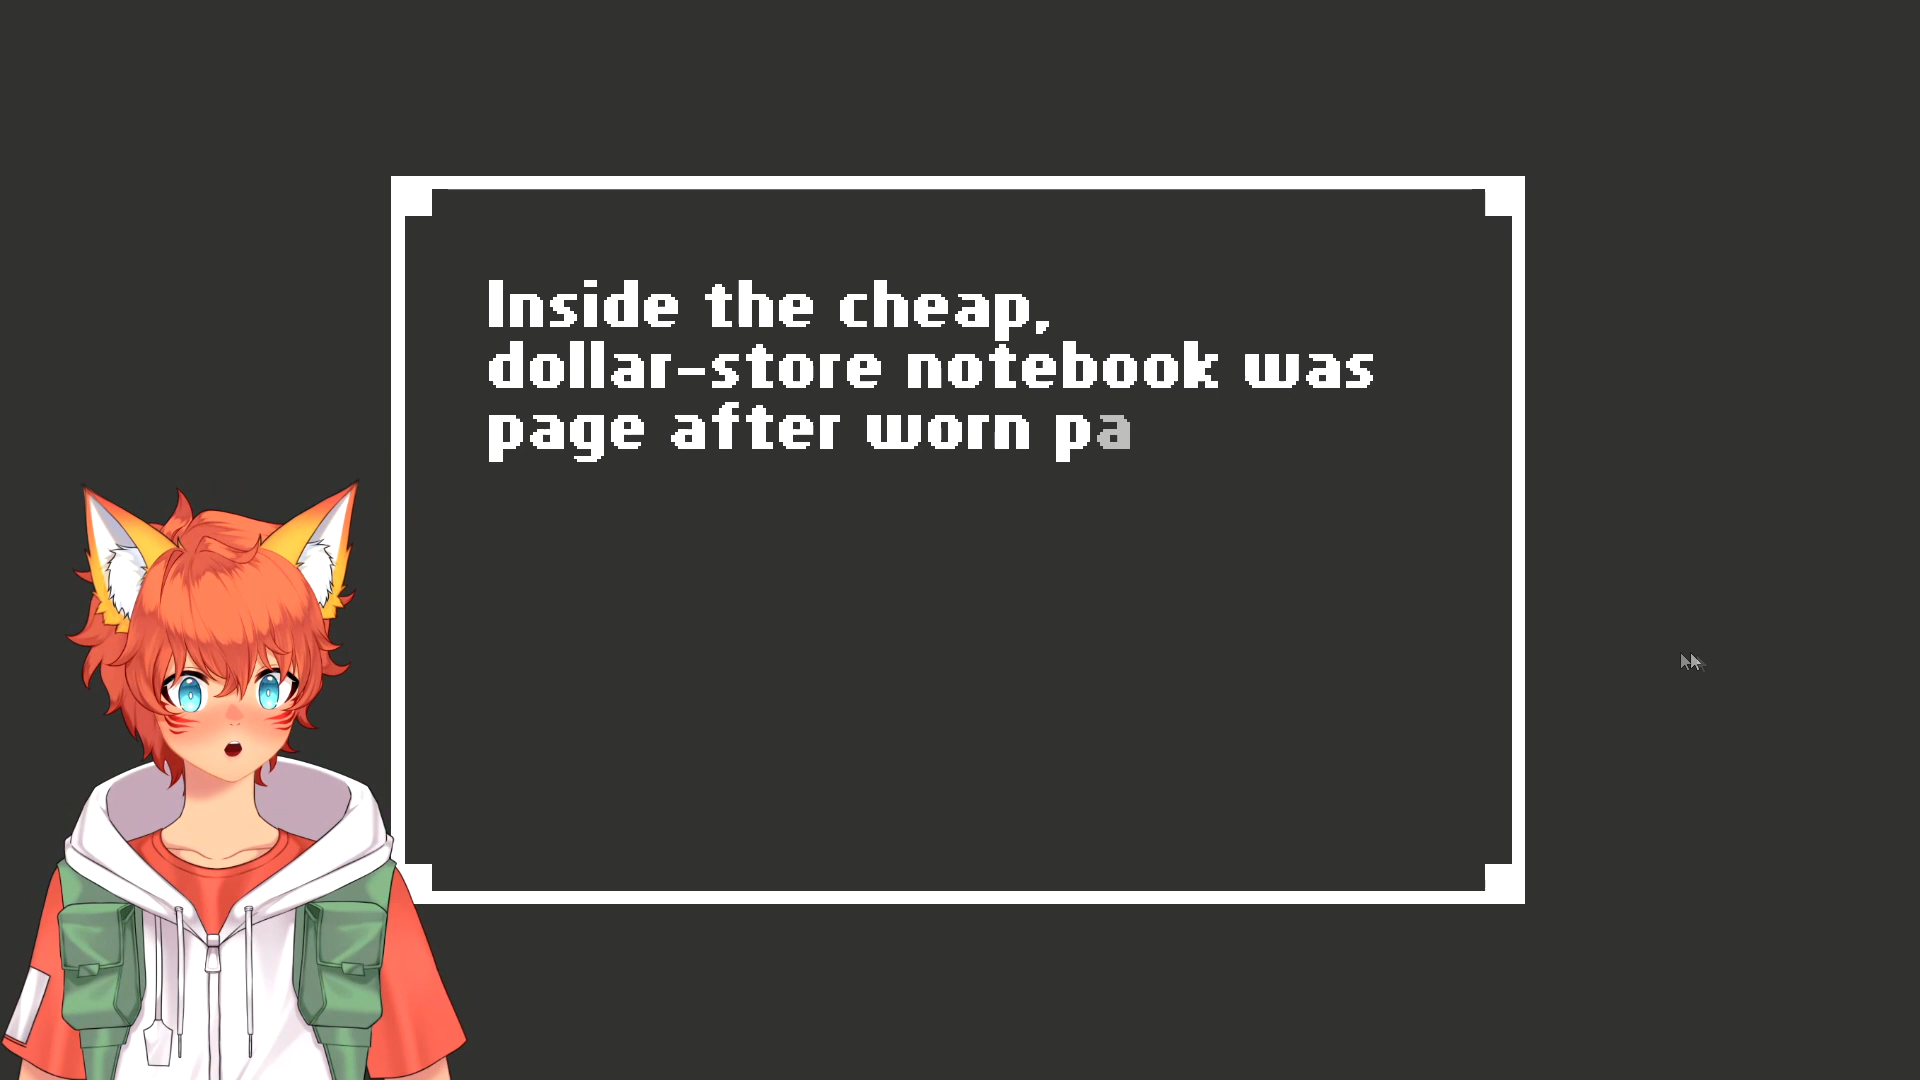 Inside the cheap,
dollar-store notebook was
page after worn pa